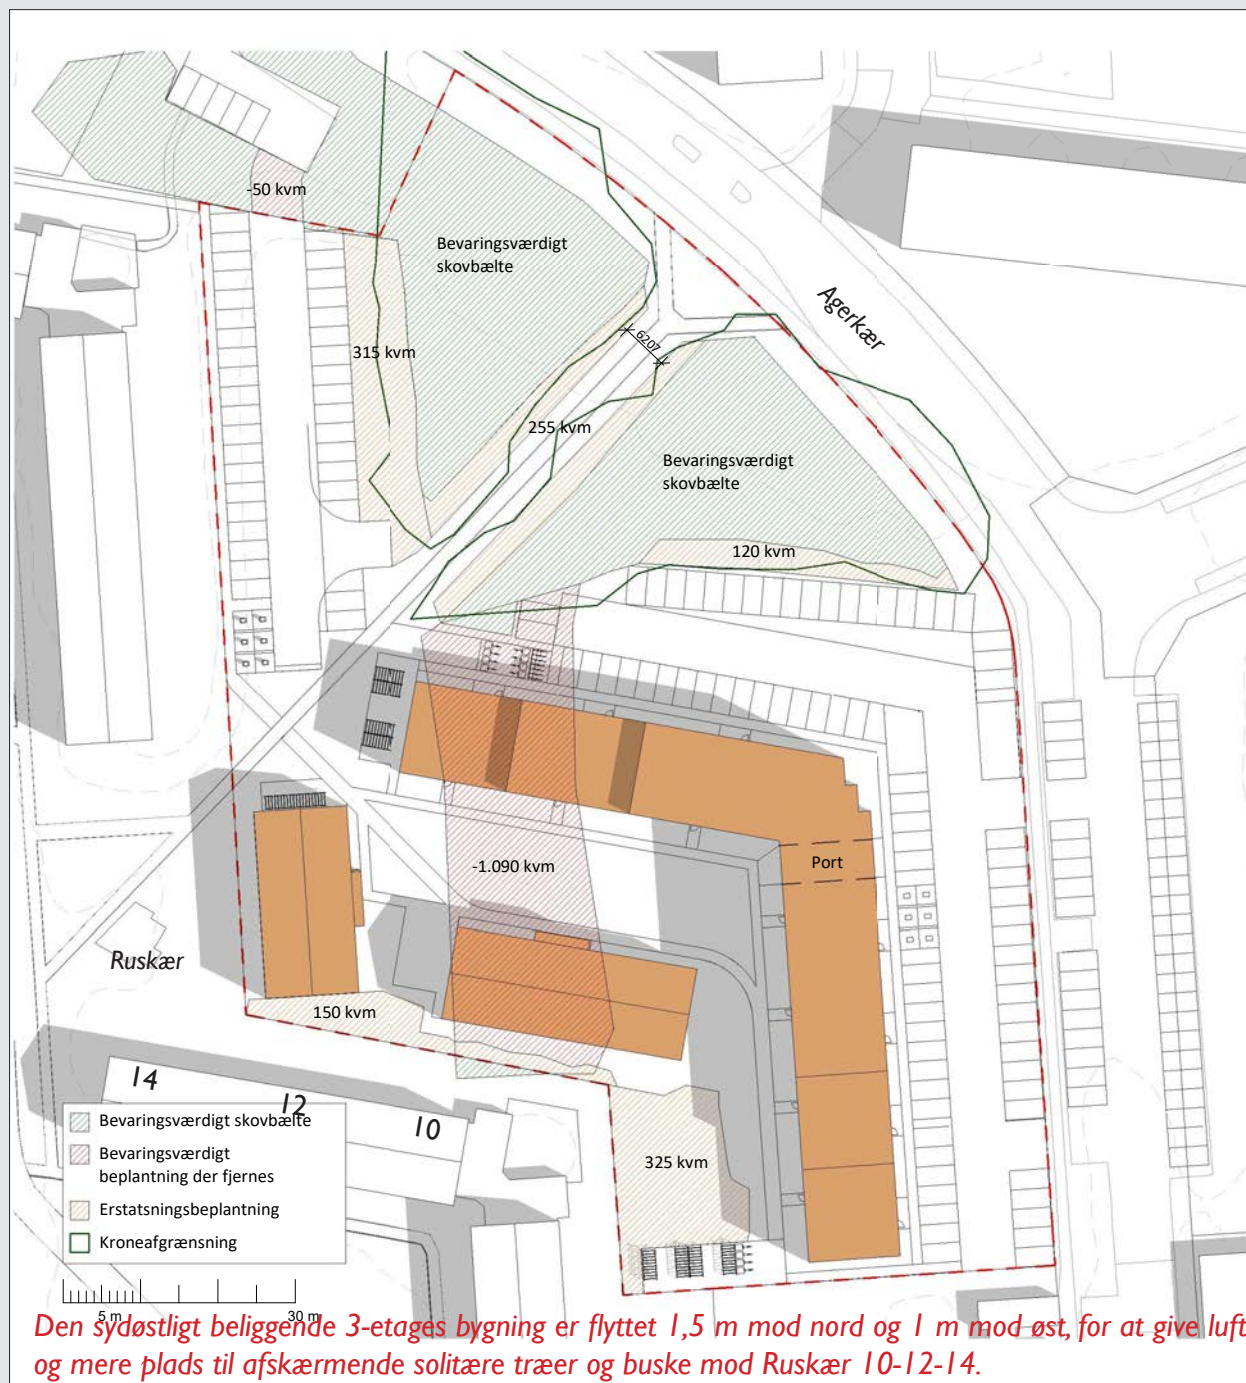 -50 kvm
Bevaringsværdigt
skovbælte
Agerkær
6207
315 kvm
255 kvm
Bevaringsværdigt
skovbælte
120 kvm
Port
-1.090 kvm
Ruskær
150 kvm
14
12
10
325 kvm
Bevaringsværdigt skovbælte
Bevaringsværdigt
beplantning der fjernes
Erstatsningsbeplantning
Kroneafgrænsning
5 m
30 m
Den sydøstligt beliggende 3-etages bygning er flyttet 1,5 m mod nord og 1 m mod øst, for at give luft
og mere plads til afskærmende solitære træer og buske mod Ruskær 10-12-14.